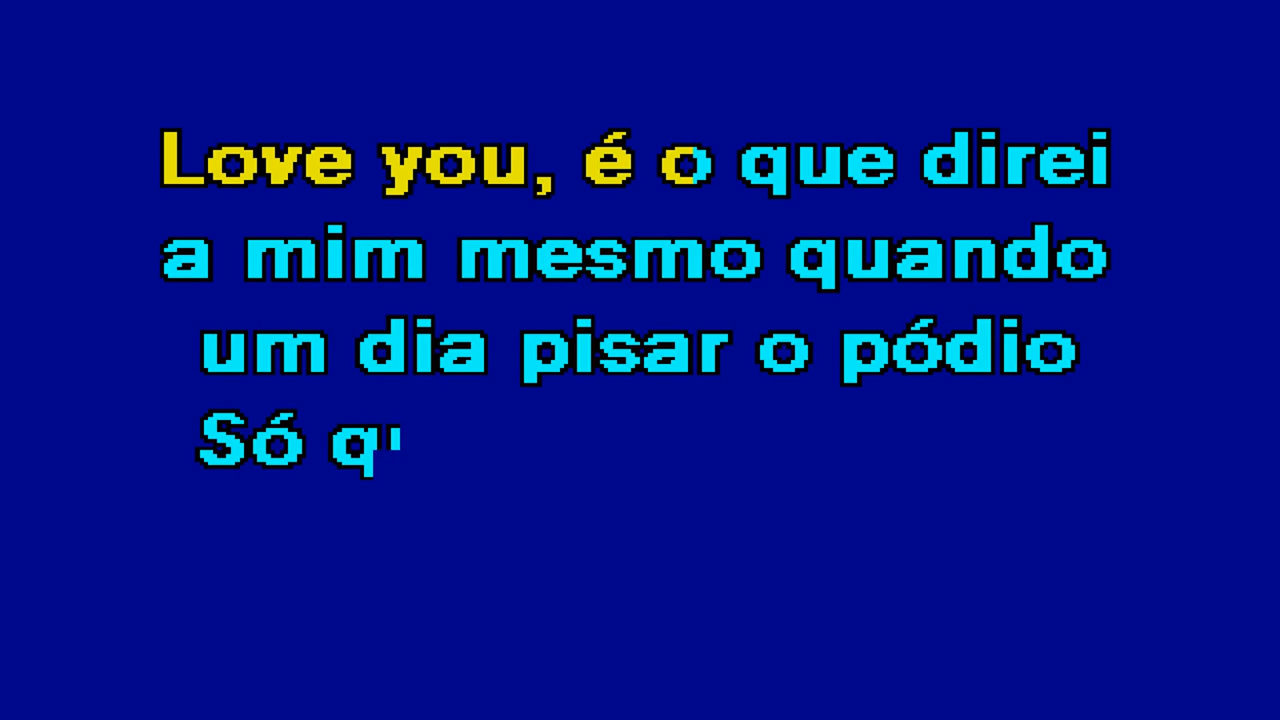 Love you, é o que direi
a mim mesmo quando
um dia pisar o pódio
Só